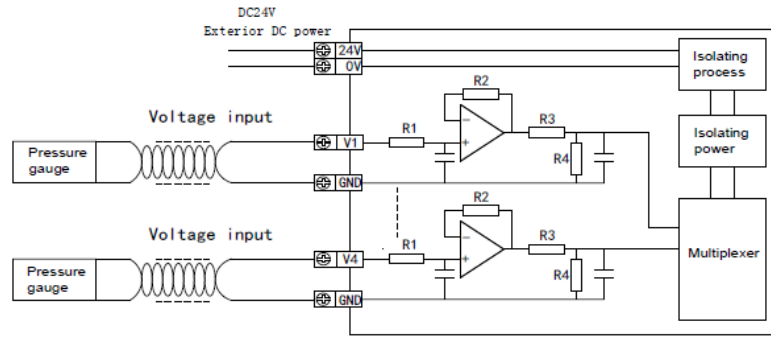 DC24V
Exterior DC power
24V
0V
Isolating
process
R2
Voltage input
R1
R3
V1
Pressure
gauge
R4
Isolating
power
GND
R2
Voltage input
R1
R3
V4
Multiplexer
Pressure
gauge
R4
GND